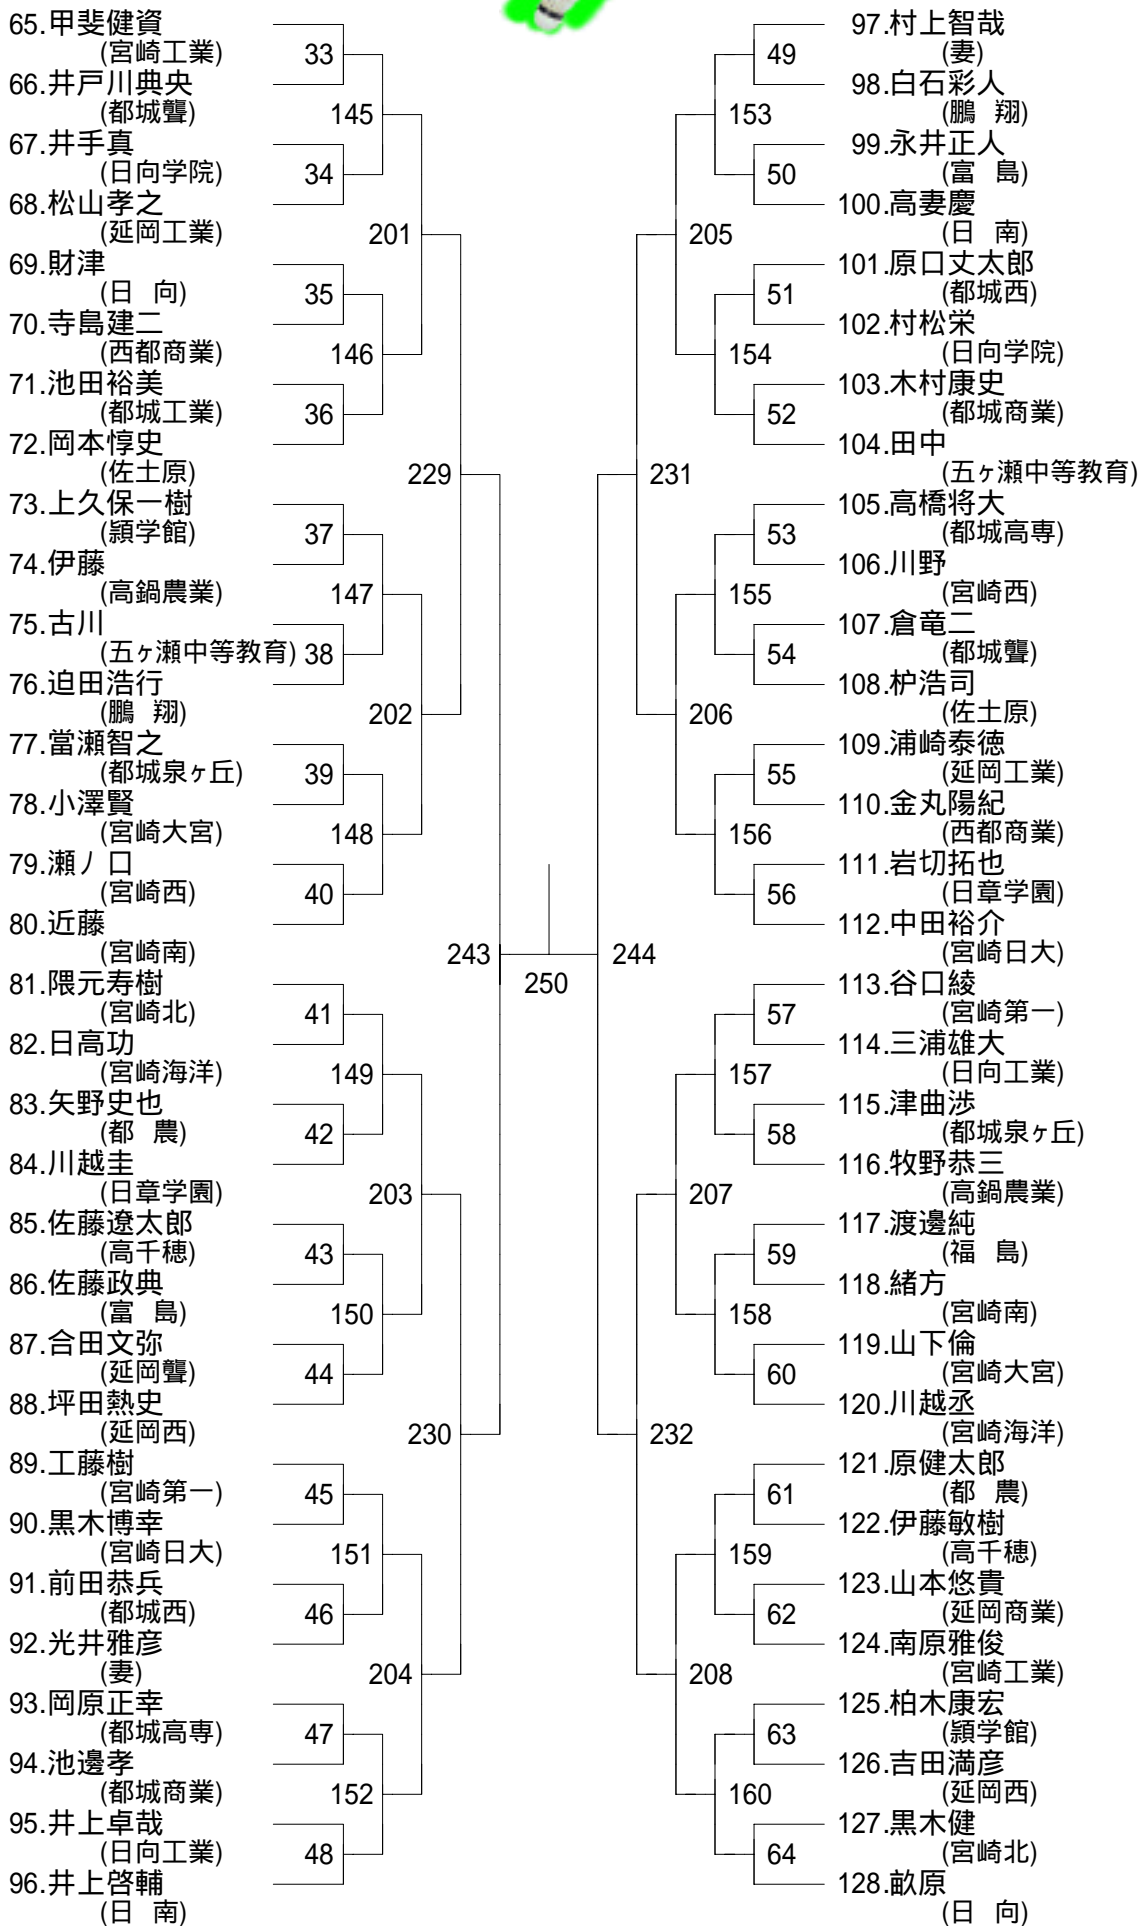 65.甲斐健資
(宮崎工業)
33
66.井戸川典央
(都城聾)
145
67.井手真
(日向学院)
34
68.松山孝之
(延岡工業)
201
69.財津
(日 向)
35
70.寺島建二
(西都商業)
146
71.池田裕美
(都城工業)
36
72.岡本惇史
(佐土原)
229
73.上久保一樹
(穎学館)
37
74.伊藤
(高鍋農業)
147
75.古川
(五ヶ瀬中等教育)
38
76.迫田浩行
(鵬 翔)
202
77.當瀬智之
(都城泉ヶ丘)
39
78.小澤賢
(宮崎大宮)
148
79.瀬ノ口
(宮崎西)
40
80.近藤
(宮崎南)
243
81.隈元寿樹
(宮崎北)
41
82.日高功
(宮崎海洋)
149
83.矢野史也
(都 農)
42
84.川越圭
(日章学園)
203
85.佐藤遼太郎
(高千穂)
43
86.佐藤政典
(富 島)
150
87.合田文弥
(延岡聾)
44
88.坪田熱史
(延岡西)
230
89.工藤樹
(宮崎第一)
45
90.黒木博幸
(宮崎日大)
151
91.前田恭兵
(都城西)
46
92.光井雅彦
(妻)
204
93.岡原正幸
(都城高専)
47
94.池邊孝
(都城商業)
152
95.井上卓哉
(日向工業)
48
96.井上啓輔
(日 南)
250
97.村上智哉
(妻)
49
98.白石彩人
(鵬 翔)
153
99.永井正人
(富 島)
50
100.高妻慶
(日 南)
205
101.原口丈太郎
(都城西)
51
102.村松栄
(日向学院)
154
103.木村康史
(都城商業)
52
104.田中
(五ヶ瀬中等教育)
231
105.高橋将大
(都城高専)
53
106.川野
(宮崎西)
155
107.倉竜二
(都城聾)
54
108.枦浩司
(佐土原)
206
109.浦崎泰徳
(延岡工業)
55
110.金丸陽紀
(西都商業)
156
111.岩切拓也
(日章学園)
56
112.中田裕介
(宮崎日大)
244
113.谷口綾
(宮崎第一)
57
114.三浦雄大
(日向工業)
157
115.津曲渉
(都城泉ヶ丘)
58
116.牧野恭三
(高鍋農業)
207
117.渡邊純
(福 島)
59
118.緒方
(宮崎南)
158
119.山下倫
(宮崎大宮)
60
120.川越丞
(宮崎海洋)
232
121.原健太郎
(都 農)
61
122.伊藤敏樹
(高千穂)
159
123.山本悠貴
(延岡商業)
62
124.南原雅俊
(宮崎工業)
208
125.柏木康宏
(穎学館)
63
126.吉田満彦
(延岡西)
160
127.黒木健
(宮崎北)
64
128.畝原
(日 向)